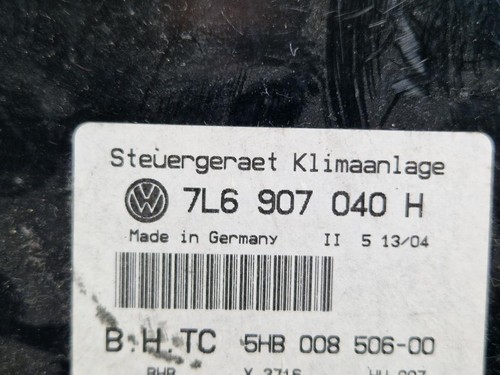 Steuergeraet Klimaanlage
7L6 907 040 H
Made in Germany II 5 13/04
B.H.TC 5HB 008 506-00